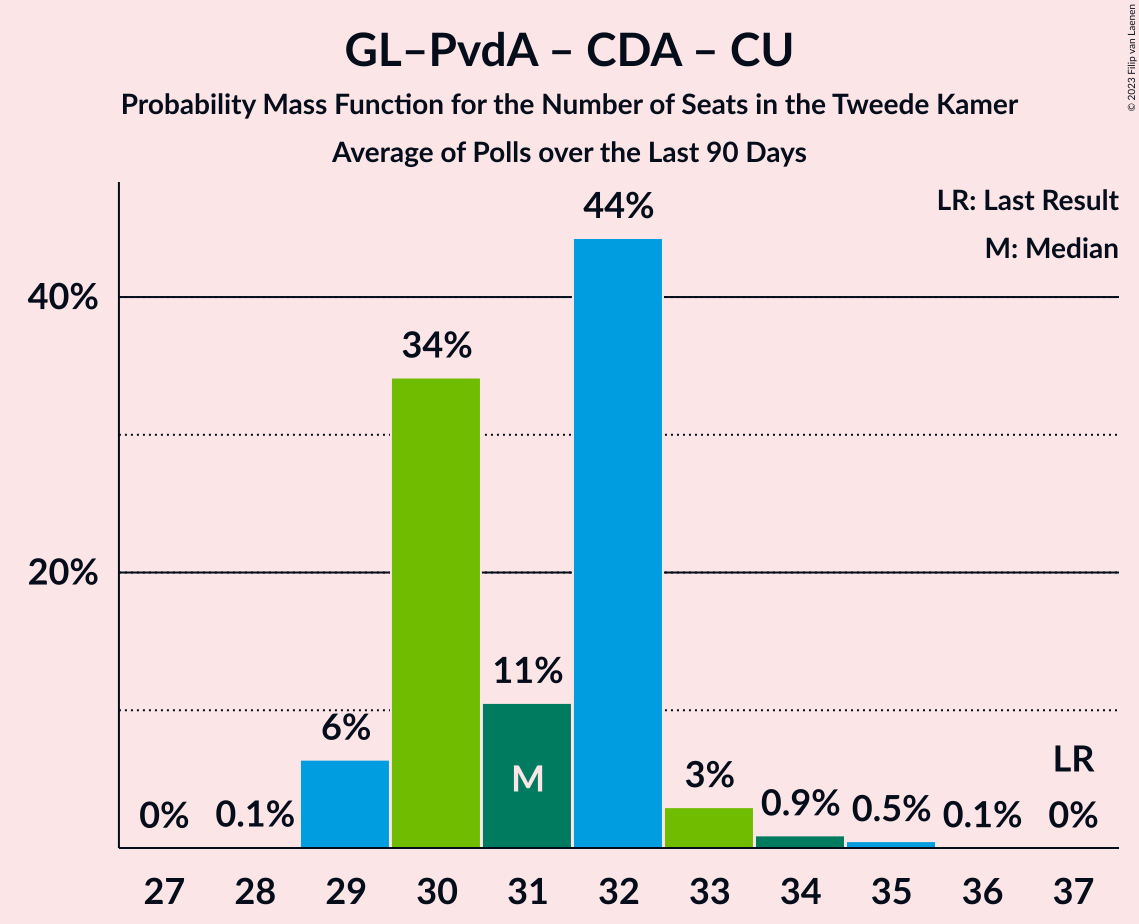 GL–PvdA – CDA – CU
Probability Mass Function for the Number of Seats in the Tweede Kamer
Average of Polls over the Last 90 Days
© 2023 Filip van Laenen
LR: Last Result
M: Median
44%
40%
34%
20%
11%
6%
M
LR
3%
0%
0.1%
0.9%
0.5%
0.1%
0%
27 28 29 30 31 32 33 34 35 36 37